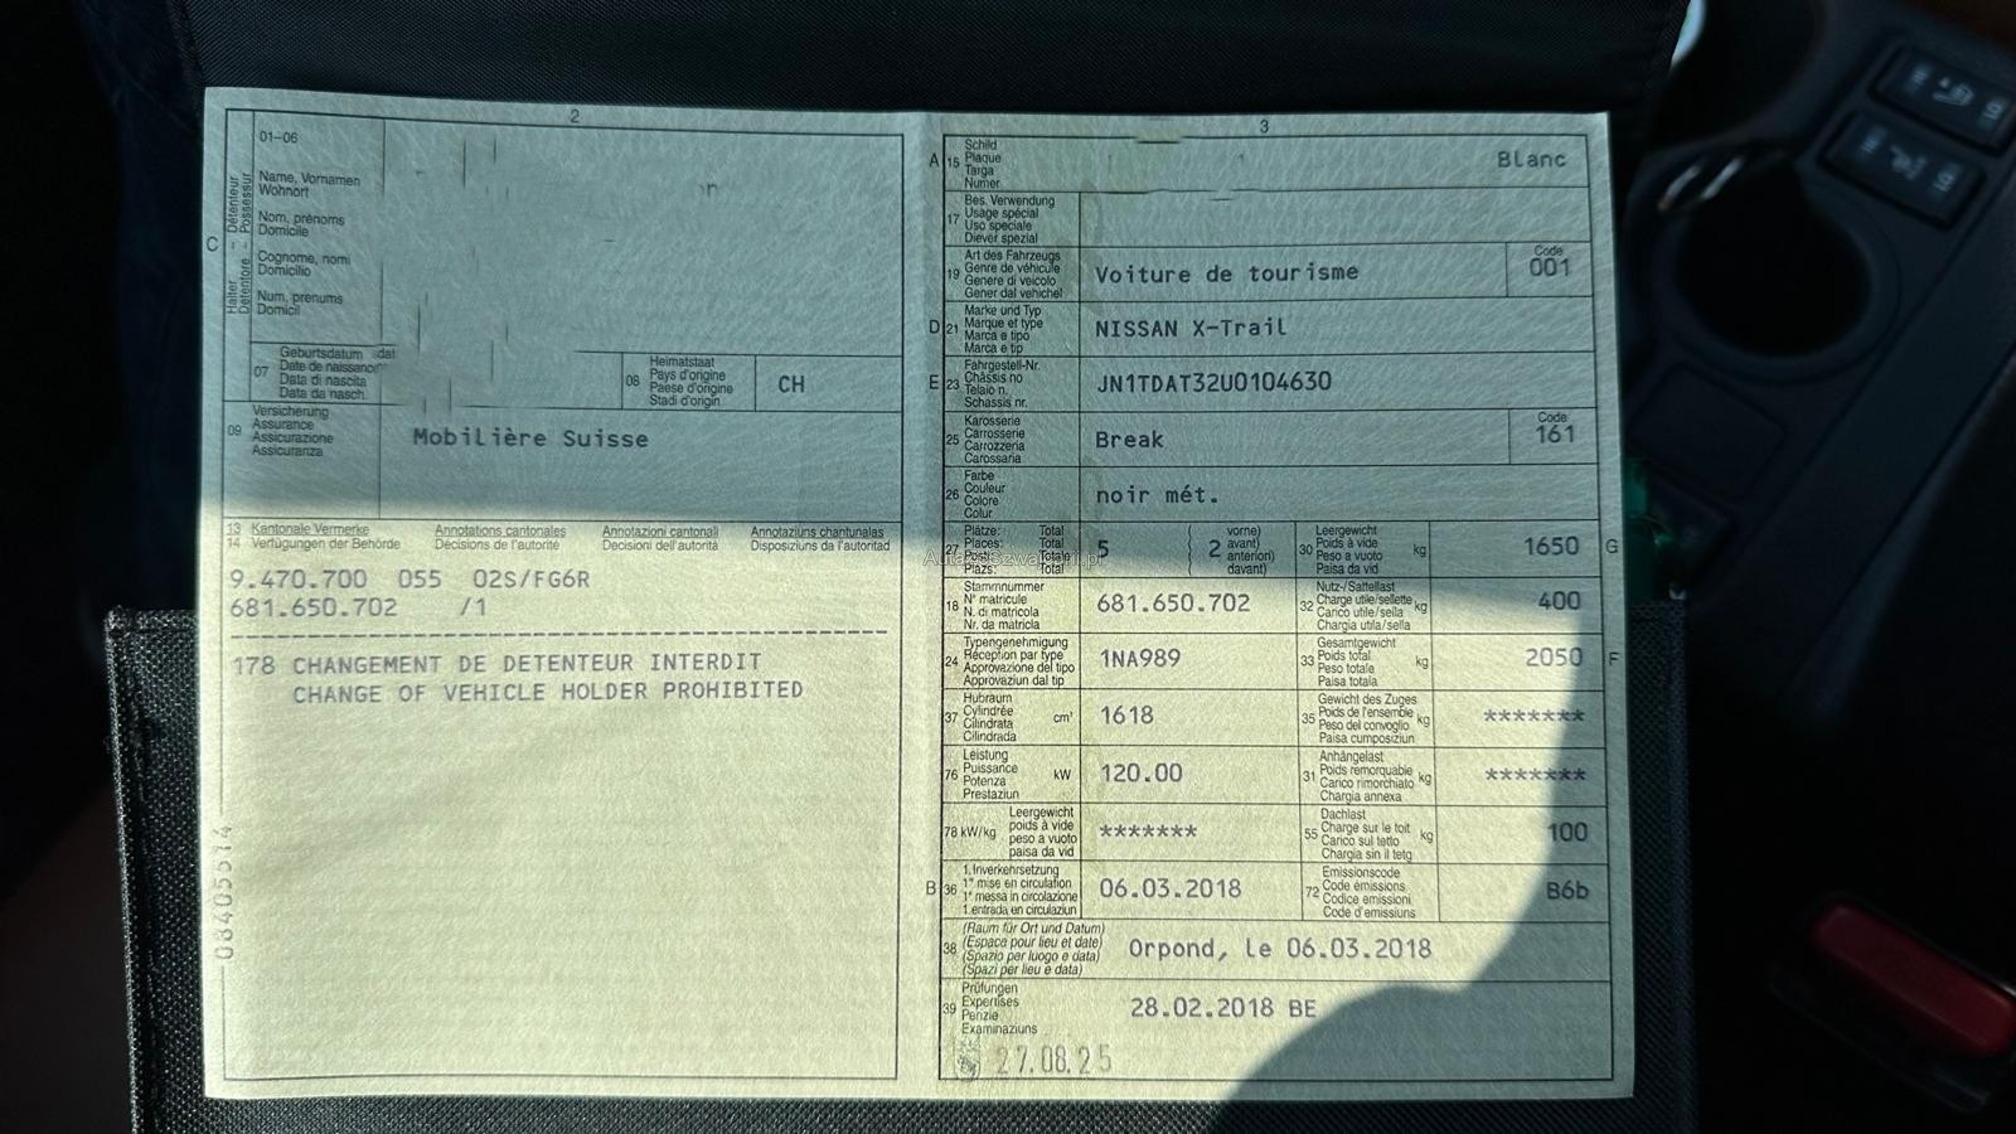 2
01-06
Name, Vornamen
Wohnort
Nom, prénoms
Domicile
Cognome, nomi
Domicilio
Num, prenums
Domicil
C
Halter – Détenteur
Detentore – Possessur
07
Geburtsdatum
Date de naissance
Data di nascita
Data da nasch.
08
Heimatstaat
Pays d'origine
Paese d'origine
Stadi d'origin
CH
09
Versicherung
Assurance
Assicurazione
Assicuranza
Mobilière Suisse
13 Kantonale Vermerke Annotations cantonales Annotazioni cantonali Annotaziuns chantunalas
14 Verfügungen der Behörde Décisions de l'autorité Decisioni dell'autorità Disposiziuns da l'autoritad
9.470.700 055 02S/FG6R
681.650.702 /1
178 CHANGEMENT DE DETENTEUR INTERDIT
CHANGE OF VEHICLE HOLDER PROHIBITED
08405514
3
A 15
Schild
Plaque
Targa
Numer
Blanc
17
Bes. Verwendung
Usage spécial
Uso speciale
Diever spezial
19
Art des Fahrzeugs
Genre de véhicule
Genere di veicolo
Gener dal vehichel
Voiture de tourisme
Code
001
D 21
Marke und Typ
Marque et type
Marca e tipo
Marca e tip
NISSAN X-Trail
E 23
Fahrgestell-Nr.
Châssis no
Telaio n.
Schassis nr.
JN1TDAT32U0104630
25
Karosserie
Carrosserie
Carrozzeria
Carossaria
Break
Code
161
26
Farbe
Couleur
Colore
Colur
noir mét.
27
Plätze: Total
Places: Total
Posti: Totale
Plazs: Total
5
2
vorne)
avant)
anteriori)
davant)
30
Leergewicht
Poids à vide
Peso a vuoto
Paisa da vid
kg
1650
G
18
Stammnummer
N° matricule
N. di matricola
Nr. da matricla
681.650.702
32
Nutz-/Sattellast
Charge utile/sellette
Carico utile/sella
Chargia utila/sella
kg
400
24
Typengenehmigung
Réception par type
Approvazione del tipo
Approvaziun dal tip
1NA989
33
Gesamtgewicht
Poids total
Peso totale
Paisa totala
kg
2050
F
37
Hubraum
Cylindrée
Cilindrata
Cilindrada
cm³
1618
35
Gewicht des Zuges
Poids de l'ensemble
Peso del convoglio
Paisa cumposiziun
kg
*******
76
Leistung
Puissance
Potenza
Prestaziun
kW
120.00
31
Anhängelast
Poids remorquable
Carico rimorchiato
Chargia annexa
kg
*******
78 kW/kg
Leergewicht
poids à vide
peso a vuoto
paisa da vid
*******
55
Dachlast
Charge sur le toit
Carico sul tetto
Chargia sin il tetg
kg
100
B 36
1. Inverkehrsetzung
1re mise en circulation
1a messa in circolazione
1. entrada en circulaziun
06.03.2018
72
Emissionscode
Code émissions
Codice emissioni
Code d'emissiuns
B6b
38
(Raum für Ort und Datum)
(Espace pour lieu et date)
(Spazio per luogo e data)
(Spazi per lieu e data)
Orpond, le 06.03.2018
39
Prüfungen
Expertises
Perizie
Examinaziuns
28.02.2018 BE
27.08.25